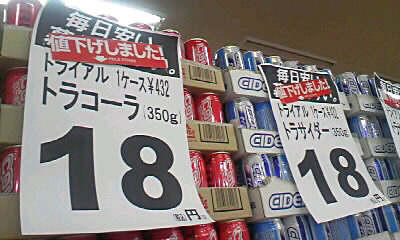 毎日安い。
値下げしました!
トライアル 1ケース¥432
トラコーラ (350g)
18
(税込)円
毎日安い。
値下げしました!
トライアル 1ケース¥432
トラサイダー(350g)
18
(税込)円
CIDER
CIDER
CIDER